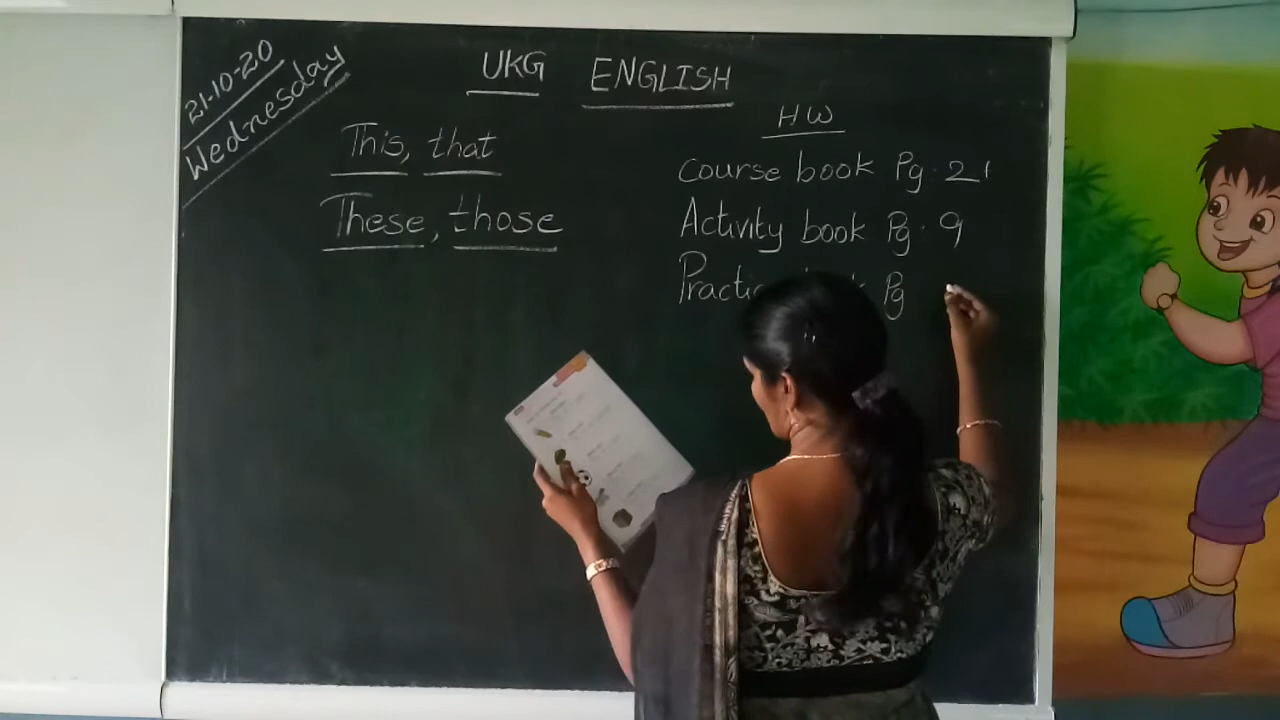 21-10-20
Wednesday
UKG ENGLISH
This, that
These, those
HW
Course book Pg. 21
Activity book Pg. 9
Pg